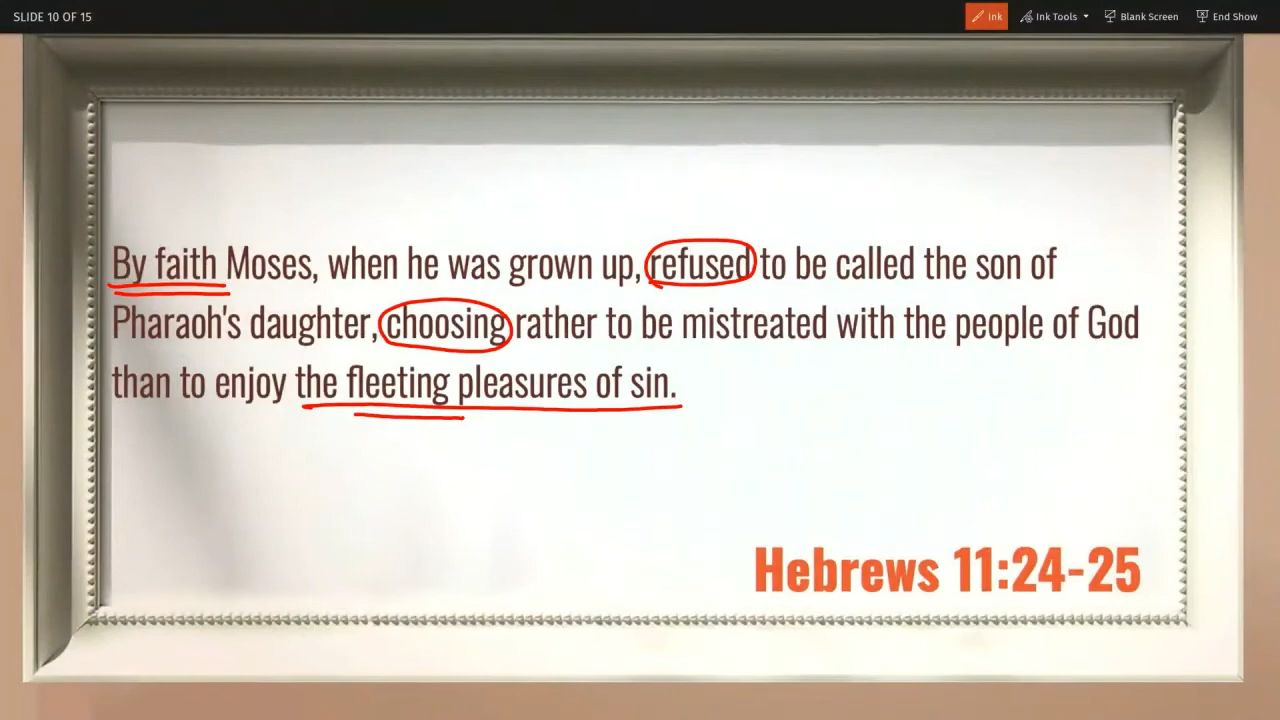 SLIDE 10 OF 15
Ink
Ink Tools
Blank Screen
End Show
By faith Moses, when he was grown up, refused to be called the son of
Pharaoh's daughter, choosing rather to be mistreated with the people of God
than to enjoy the fleeting pleasures of sin.
Hebrews 11:24-25